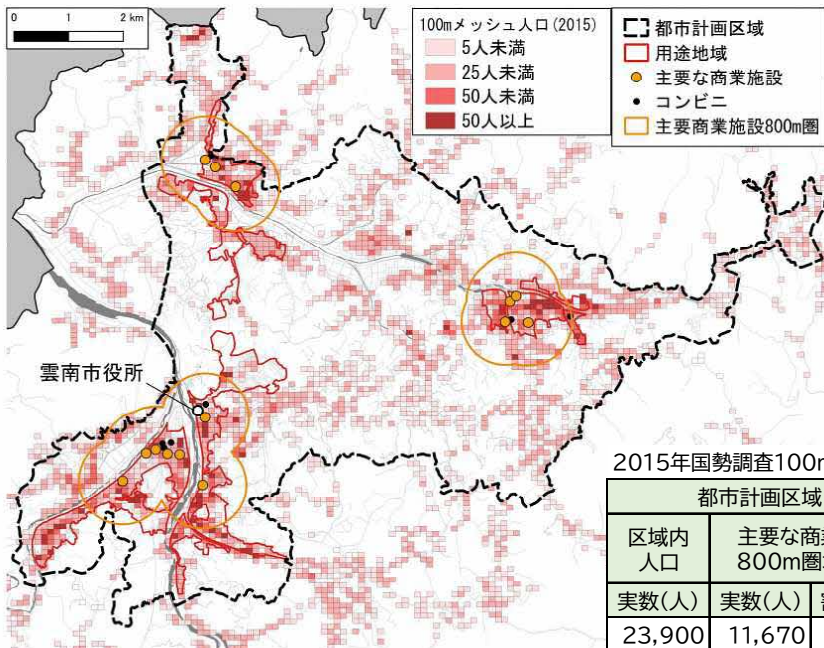 0 1 2 km
100mメッシュ人口(2015)
5人未満
25人未満
50人未満
50人以上
都市計画区域
用途地域
主要な商業施設
コンビニ
主要商業施設800m圏
雲南市役所
2015年国勢調査100m
都市計画区域
区域内
人口
主要な商業
800m圏
実数(人) 実数(人)
23,900 11,670